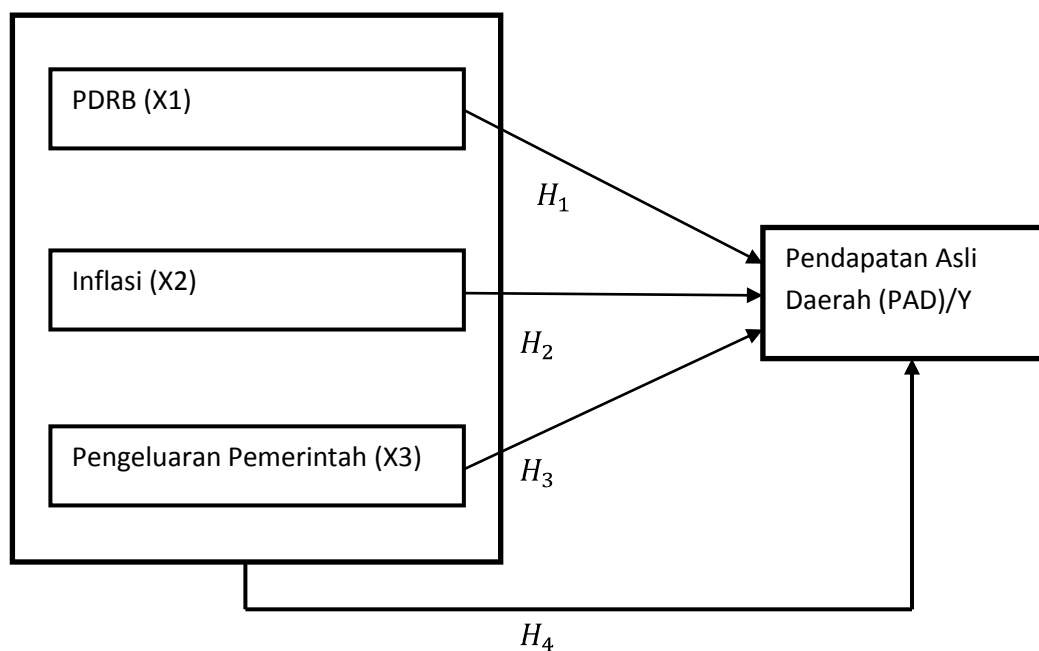 PDRB (X1)
H₁
Inflasi (X2)
Pendapatan Asli
Daerah (PAD)/Y
H₂
Pengeluaran Pemerintah (X3)
H₃
H₄